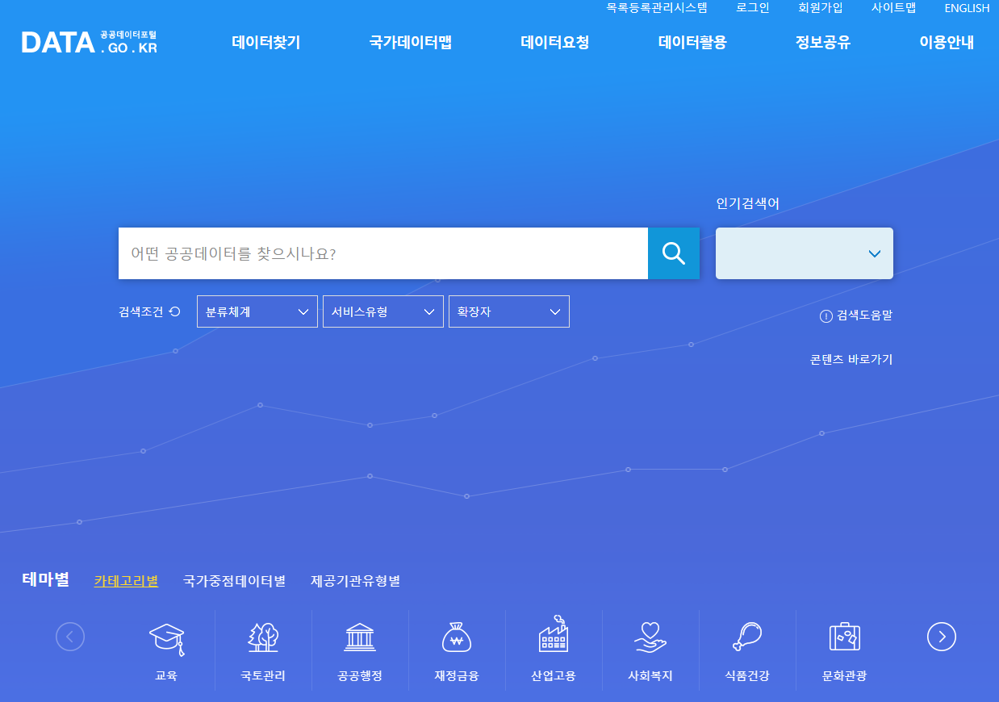 목록등록관리시스템 로그인 회원가입 사이트맵 ENGLISH
DATA 공공데이터포털
. GO . KR
데이터찾기 국가데이터맵 데이터요청 데이터활용 정보공유 이용안내
인기검색어
어떤 공공데이터를 찾으시나요?
검색조건 분류체계 서비스유형 확장자
검색도움말
콘텐츠 바로가기
테마별 카테고리별 국가중점데이터별 제공기관유형별
교육 국토관리 공공행정 재정금융 산업고용 사회복지 식품건강 문화관광